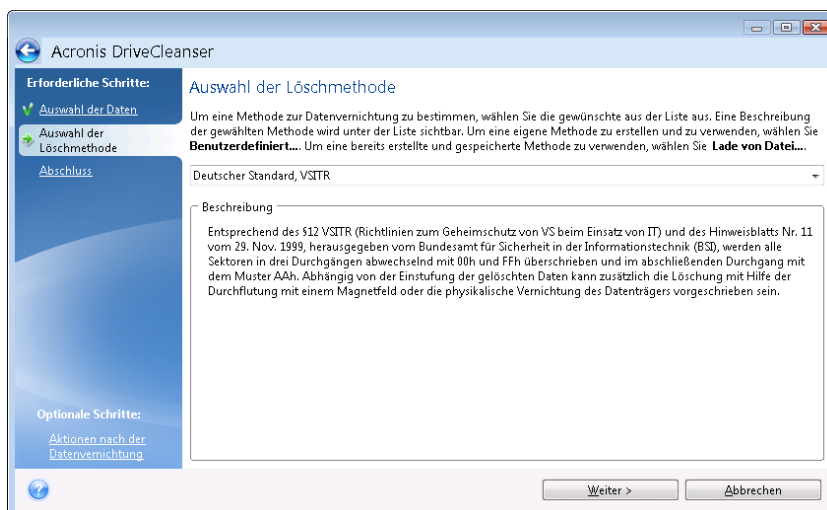 Acronis DriveCleanser
Erforderliche Schritte:
Auswahl der Daten
Auswahl der
Löschmethode
Abschluss
Optionale Schritte:
Aktionen nach der
Datenvernichtung
Auswahl der Löschmethode
Um eine Methode zur Datenvernichtung zu bestimmen, wählen Sie die gewünschte aus der Liste aus. Eine Beschreibung
der gewählten Methode wird unter der Liste sichtbar. Um eine eigene Methode zu erstellen und zu verwenden, wählen Sie
Benutzerdefiniert.... Um eine bereits erstellte und gespeicherte Methode zu verwenden, wählen Sie Lade von Datei....
Deutscher Standard, VSITR
Beschreibung
Entsprechend des §12 VSITR (Richtlinien zum Geheimschutz von VS beim Einsatz von IT) und des Hinweisblatts Nr. 11
vom 29. Nov. 1999, herausgegeben vom Bundesamt für Sicherheit in der Informationstechnik (BSI), werden alle
Sektoren in drei Durchgängen abwechselnd mit 00h und FFh überschrieben und im abschließenden Durchgang mit
dem Muster AAh. Abhängig von der Einstufung der gelöschten Daten kann zusätzlich die Löschung mit Hilfe der
Durchflutung mit einem Magnetfeld oder die physikalische Vernichtung des Datenträgers vorgeschrieben sein.
?
Weiter >
Abbrechen